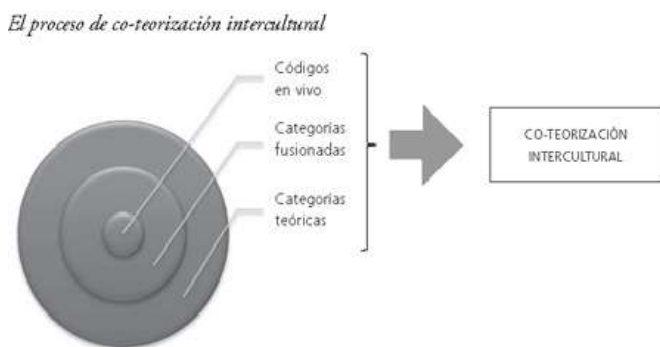 El proceso de co-teorización intercultural
Códigos
en vivo
Categorías
fusionadas
Categorías
teóricas
CO-TEORIZACIÓN
INTERCULTURAL